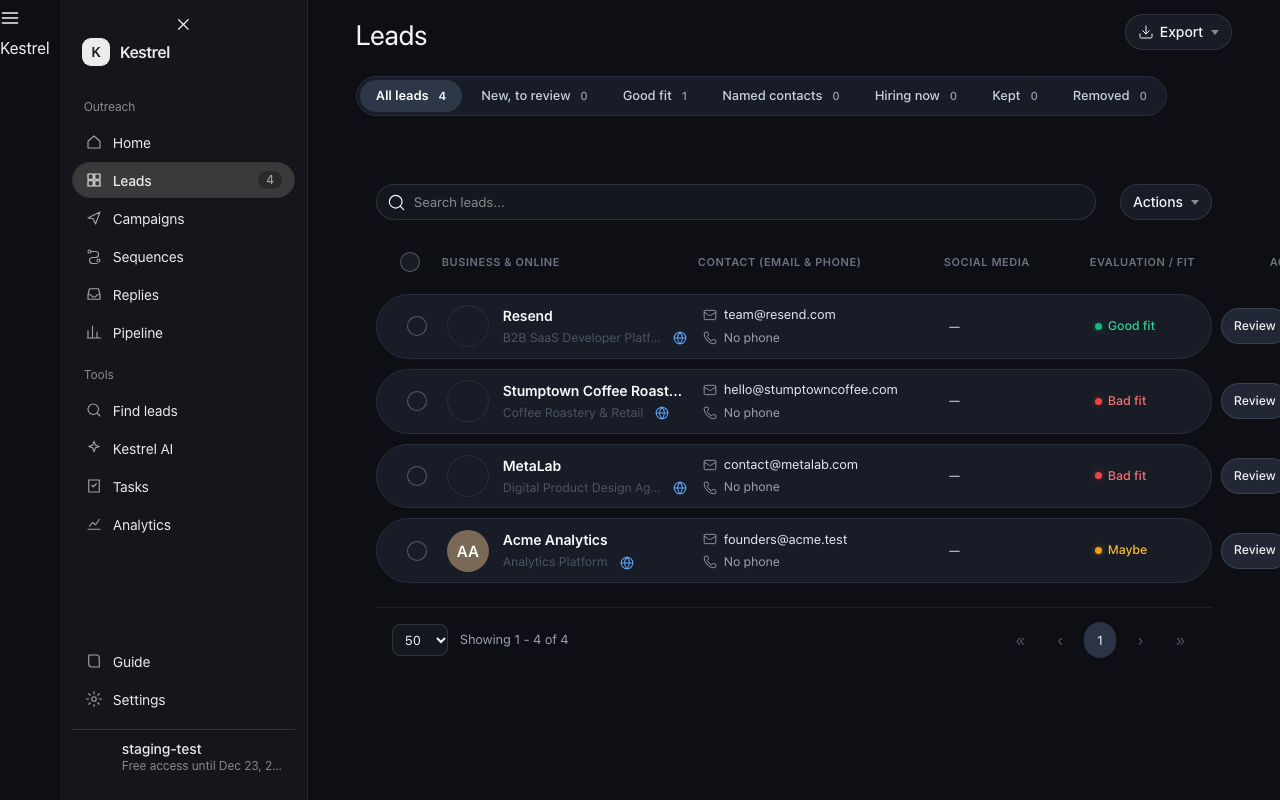 Kestrel
K Kestrel
Outreach
Home
Leads 4
Campaigns
Sequences
Replies
Pipeline
Tools
Find leads
Kestrel AI
Tasks
Analytics
Guide
Settings
staging-test
Free access until Dec 23, 2...
Leads
Export
All leads 4 New, to review 0 Good fit 1 Named contacts 0 Hiring now 0 Kept 0 Removed 0
Search leads...
Actions
BUSINESS & ONLINE CONTACT (EMAIL & PHONE) SOCIAL MEDIA EVALUATION / FIT
Resend team@resend.com
B2B SaaS Developer Platf... No phone — Good fit Review
Stumptown Coffee Roast... hello@stumptowncoffee.com
Coffee Roastery & Retail No phone — Bad fit Review
MetaLab contact@metalab.com
Digital Product Design Ag... No phone — Bad fit Review
AA Acme Analytics founders@acme.test
Analytics Platform No phone — Maybe Review
50 Showing 1 - 4 of 4 « ‹ 1 › »